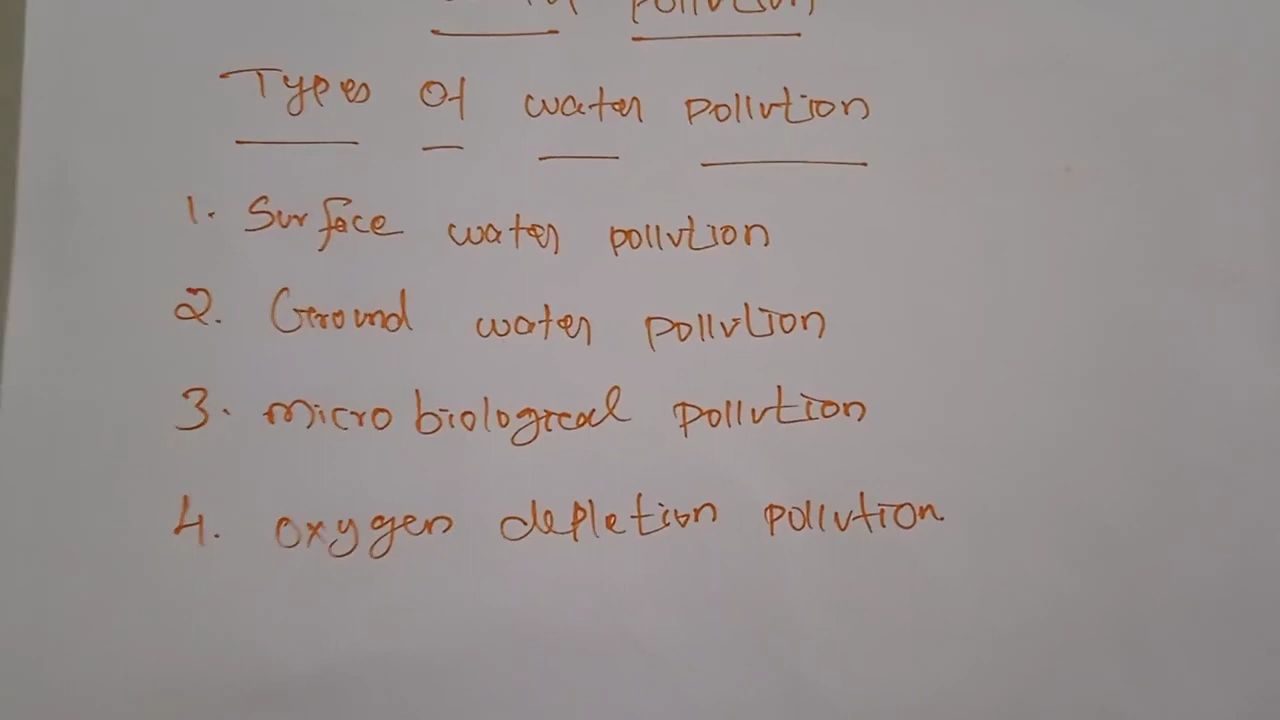 pollution
Types Of water pollution
1. Surface water pollution
2. Ground water pollution
3. micro biological pollution
4. oxygen depletion pollution